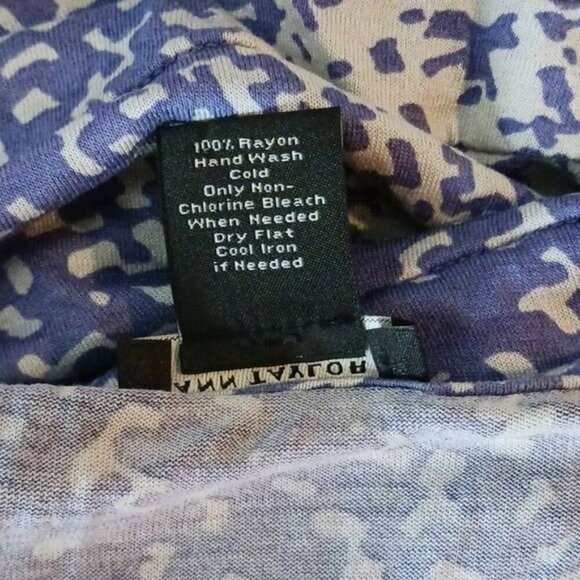 100% Rayon
Hand Wash
Cold
Only Non-
Chlorine Bleach
When Needed
Dry Flat
Cool Iron
if Needed
ANN TAYLOR